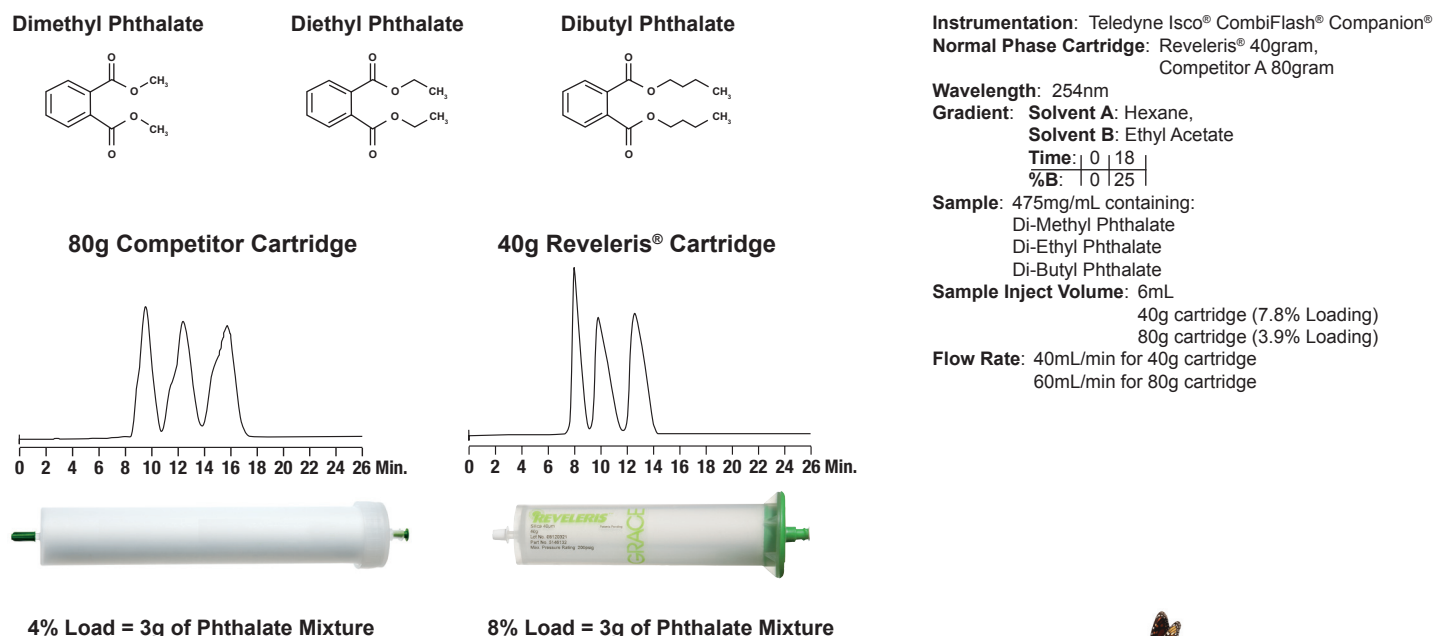 Dimethyl Phthalate
Diethyl Phthalate
Dibutyl Phthalate
O
O
CH₃
O
CH₃
O
O
O
CH₃
O
CH₃
O
O
O
CH₃
O
CH₃
O
80g Competitor Cartridge
0 2 4 6 8 10 12 14 16 18 20 22 24 26 Min.
4% Load = 3g of Phthalate Mixture
40g Reveleris® Cartridge
0 2 4 6 8 10 12 14 16 18 20 22 24 26 Min.
REVELERIS
GRACE
8% Load = 3g of Phthalate Mixture
Instrumentation: Teledyne Isco® CombiFlash® Companion®
Normal Phase Cartridge: Reveleris® 40gram,
Competitor A 80gram
Wavelength: 254nm
Gradient: Solvent A: Hexane,
Solvent B: Ethyl Acetate
Time: 0 18
%B: 0 25
Sample: 475mg/mL containing:
Di-Methyl Phthalate
Di-Ethyl Phthalate
Di-Butyl Phthalate
Sample Inject Volume: 6mL
40g cartridge (7.8% Loading)
80g cartridge (3.9% Loading)
Flow Rate: 40mL/min for 40g cartridge
60mL/min for 80g cartridge